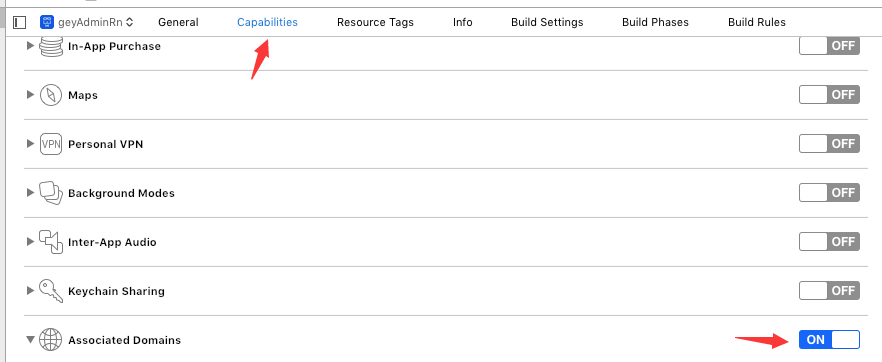 geyAdminRn General Capabilities Resource Tags Info Build Settings Build Phases Build Rules
In-App Purchase OFF
Maps OFF
VPN Personal VPN OFF
Background Modes OFF
Inter-App Audio OFF
Keychain Sharing OFF
Associated Domains ON